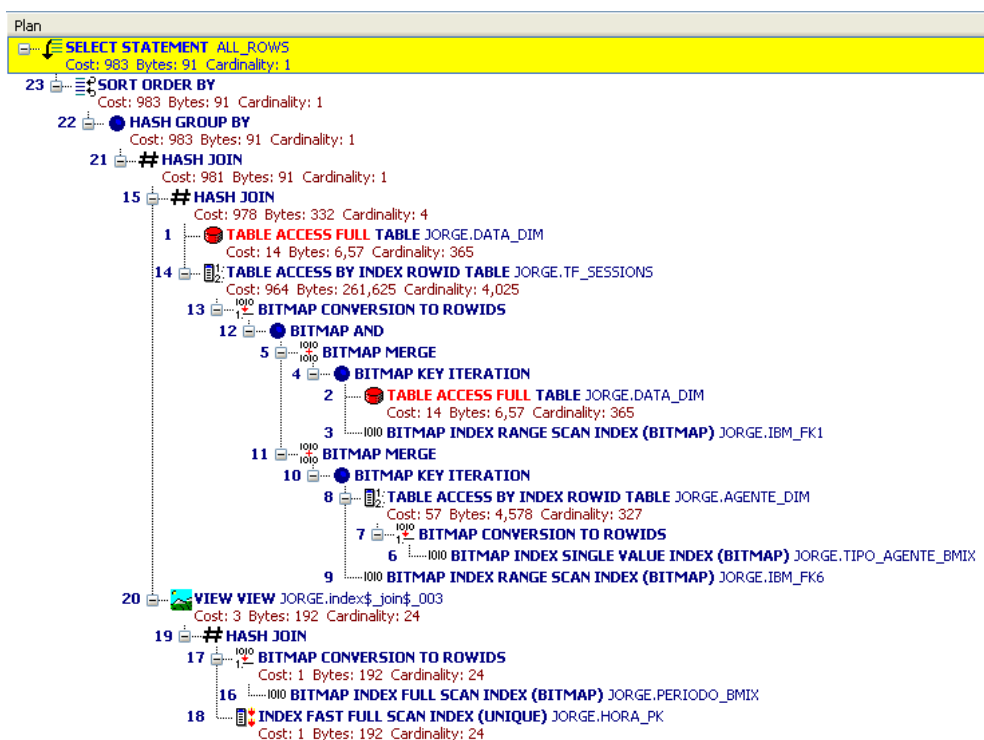 Plan
SELECT STATEMENT ALL_ROWS
Cost: 983 Bytes: 91 Cardinality: 1
23 SORT ORDER BY
Cost: 983 Bytes: 91 Cardinality: 1
22 HASH GROUP BY
Cost: 983 Bytes: 91 Cardinality: 1
21 HASH JOIN
Cost: 981 Bytes: 91 Cardinality: 1
15 HASH JOIN
Cost: 978 Bytes: 332 Cardinality: 4
1 TABLE ACCESS FULL TABLE JORGE.DATA_DIM
Cost: 14 Bytes: 6,57 Cardinality: 365
14 TABLE ACCESS BY INDEX ROWID TABLE JORGE.TF_SESSIONS
Cost: 964 Bytes: 261,625 Cardinality: 4,025
13 BITMAP CONVERSION TO ROWIDS
12 BITMAP AND
5 BITMAP MERGE
4 BITMAP KEY ITERATION
2 TABLE ACCESS FULL TABLE JORGE.DATA_DIM
Cost: 14 Bytes: 6,57 Cardinality: 365
3 BITMAP INDEX RANGE SCAN INDEX (BITMAP) JORGE.IBM_FK1
11 BITMAP MERGE
10 BITMAP KEY ITERATION
8 TABLE ACCESS BY INDEX ROWID TABLE JORGE.AGENTE_DIM
Cost: 57 Bytes: 4,578 Cardinality: 327
7 BITMAP CONVERSION TO ROWIDS
6 BITMAP INDEX SINGLE VALUE INDEX (BITMAP) JORGE.TIPO_AGENTE_BMIX
9 BITMAP INDEX RANGE SCAN INDEX (BITMAP) JORGE.IBM_FK6
20 VIEW VIEW JORGE.index$_join$_003
Cost: 3 Bytes: 192 Cardinality: 24
19 HASH JOIN
17 BITMAP CONVERSION TO ROWIDS
Cost: 1 Bytes: 192 Cardinality: 24
16 BITMAP INDEX FULL SCAN INDEX (BITMAP) JORGE.PERIODO_BMIX
18 INDEX FAST FULL SCAN INDEX (UNIQUE) JORGE.HORA_PK
Cost: 1 Bytes: 192 Cardinality: 24